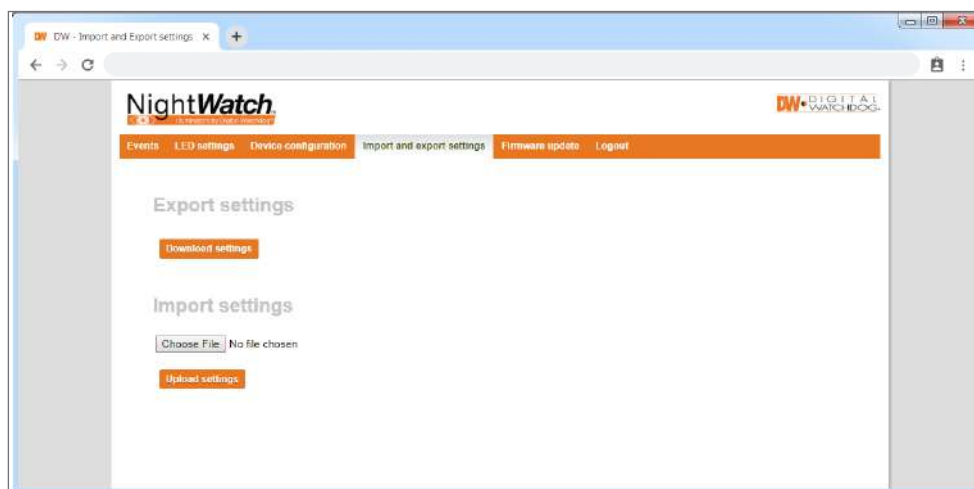 DW DW - Import and Export settings
NightWatch
DW DIGITAL WATCHDOG
Events LED settings Device configuration Import and export settings Firmware update Logout
Export settings
Download settings
Import settings
Choose File No file chosen
Upload settings